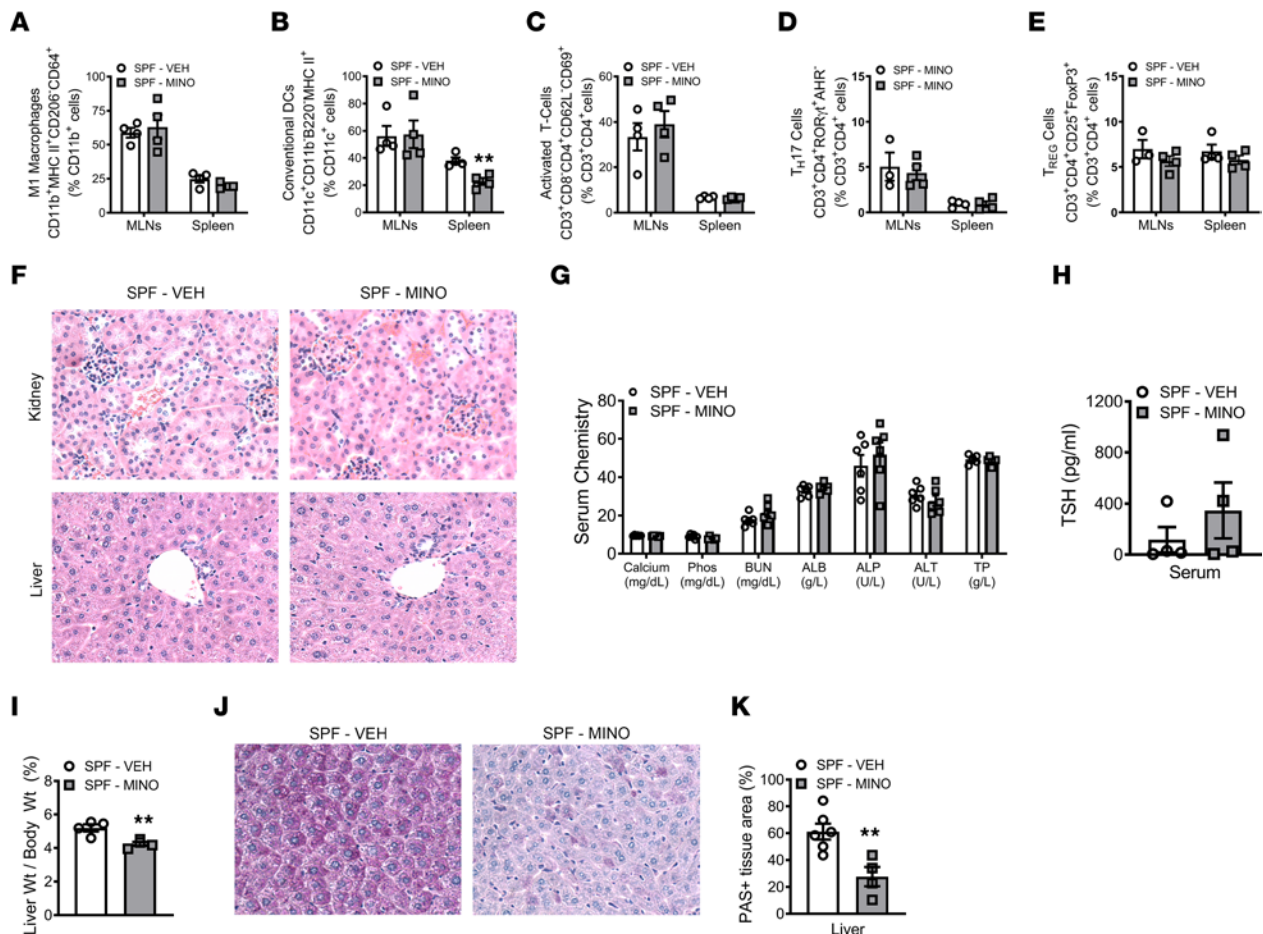 A
M1 Macrophages
CD11b⁺MHC II⁺CD206⁻CD64⁺
(% CD11b⁺ cells)
SPF - VEH
SPF - MINO
100
75
50
25
0
MLNs
Spleen
B
Conventional DCs
CD11c⁺CD11b⁺B220⁻MHC II⁺
(% CD11c⁺ cells)
SPF - VEH
SPF - MINO
100
80
60
40
20
0
**
MLNs
Spleen
C
Activated T-Cells
CD3⁺CD8⁻CD4⁺CD62L⁻CD69⁺
(% CD3⁺CD4⁺ cells)
SPF - VEH
SPF - MINO
60
40
20
0
MLNs
Spleen
D
T_H17 Cells
CD3⁺CD4⁺RORγt⁺AHR⁻
(% CD3⁺CD4⁺ cells)
SPF - MINO
SPF - MINO
15
10
5
0
MLNs
Spleen
E
T_REG Cells
CD3⁺CD4⁺CD25⁺FoxP3⁺
(% CD3⁺CD4⁺ cells)
SPF - VEH
SPF - MINO
15
10
5
0
MLNs
Spleen
F
SPF - VEH
SPF - MINO
Kidney
Liver
G
Serum Chemistry
SPF - VEH
SPF - MINO
80
60
40
20
0
Calcium
(mg/dL)
Phos
(mg/dL)
BUN
(mg/dL)
ALB
(g/L)
ALP
(U/L)
ALT
(U/L)
TP
(g/L)
H
TSH (pg/ml)
SPF - VEH
SPF - MINO
1200
800
400
0
Serum
I
Liver Wt / Body Wt (%)
SPF - VEH
SPF - MINO
8
6
4
2
0
**
J
SPF - VEH
SPF - MINO
K
PAS+ tissue area (%)
SPF - VEH
SPF - MINO
100
80
60
40
20
0
**
Liver